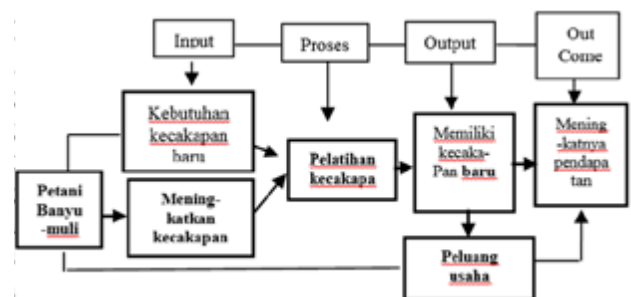 Input
Proses
Output
Out
Come
Kebutuhan
kecakapan
baru
Petani
Banyu
-muli
Mening-
katkan
kecakapan
Pelatihan
kecakapa
Memiliki
kecaka-
Pan baru
Mening
-katnya
pendapa
tan
Peluang
usaha